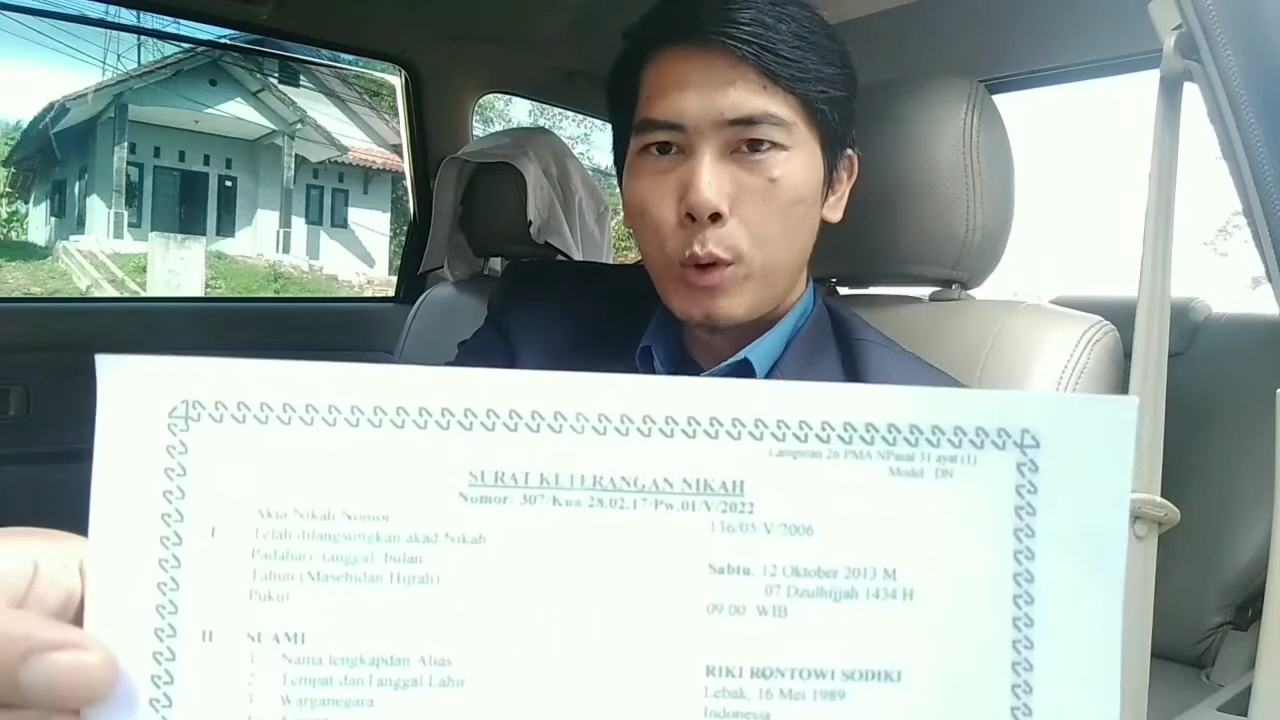 Lampiran 26 PMA NPasal 31 ayat (1)
Model DN
SURAT KETERANGAN NIKAH
Nomor: 307/Kua.28.02.17/Pw.01/V/2022
Akta Nikah Nomor 136/05/V/2006
I Telah dilangsungkan akad Nikah
Padahari, tanggal, bulan Sabtu, 12 Oktober 2013 M
Tahun (Masehidan Hijrah) 07 Dzulhijjah 1434 H
Pukul 09.00 WIB
II. SUAMI
1 Nama lengkapdan Alias RIKI RONTOWI SODIKI
2 Tempat danTanggal Lahir Lebak, 16 Mei 1989
3 Warganegara Indonesia